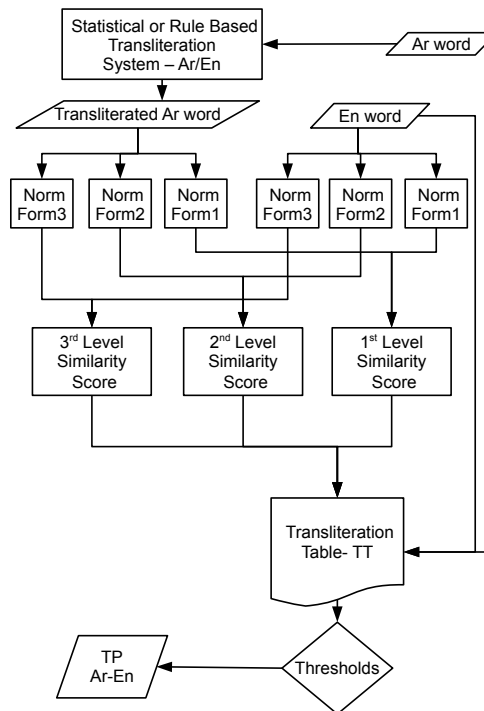 Statistical or Rule Based
Transliteration
System – Ar/En
Ar word
Transliterated Ar word
En word
Norm
Form3
Norm
Form2
Norm
Form1
Norm
Form3
Norm
Form2
Norm
Form1
3rd Level
Similarity
Score
2nd Level
Similarity
Score
1st Level
Similarity
Score
Transliteration
Table- TT
TP
Ar-En
Thresholds